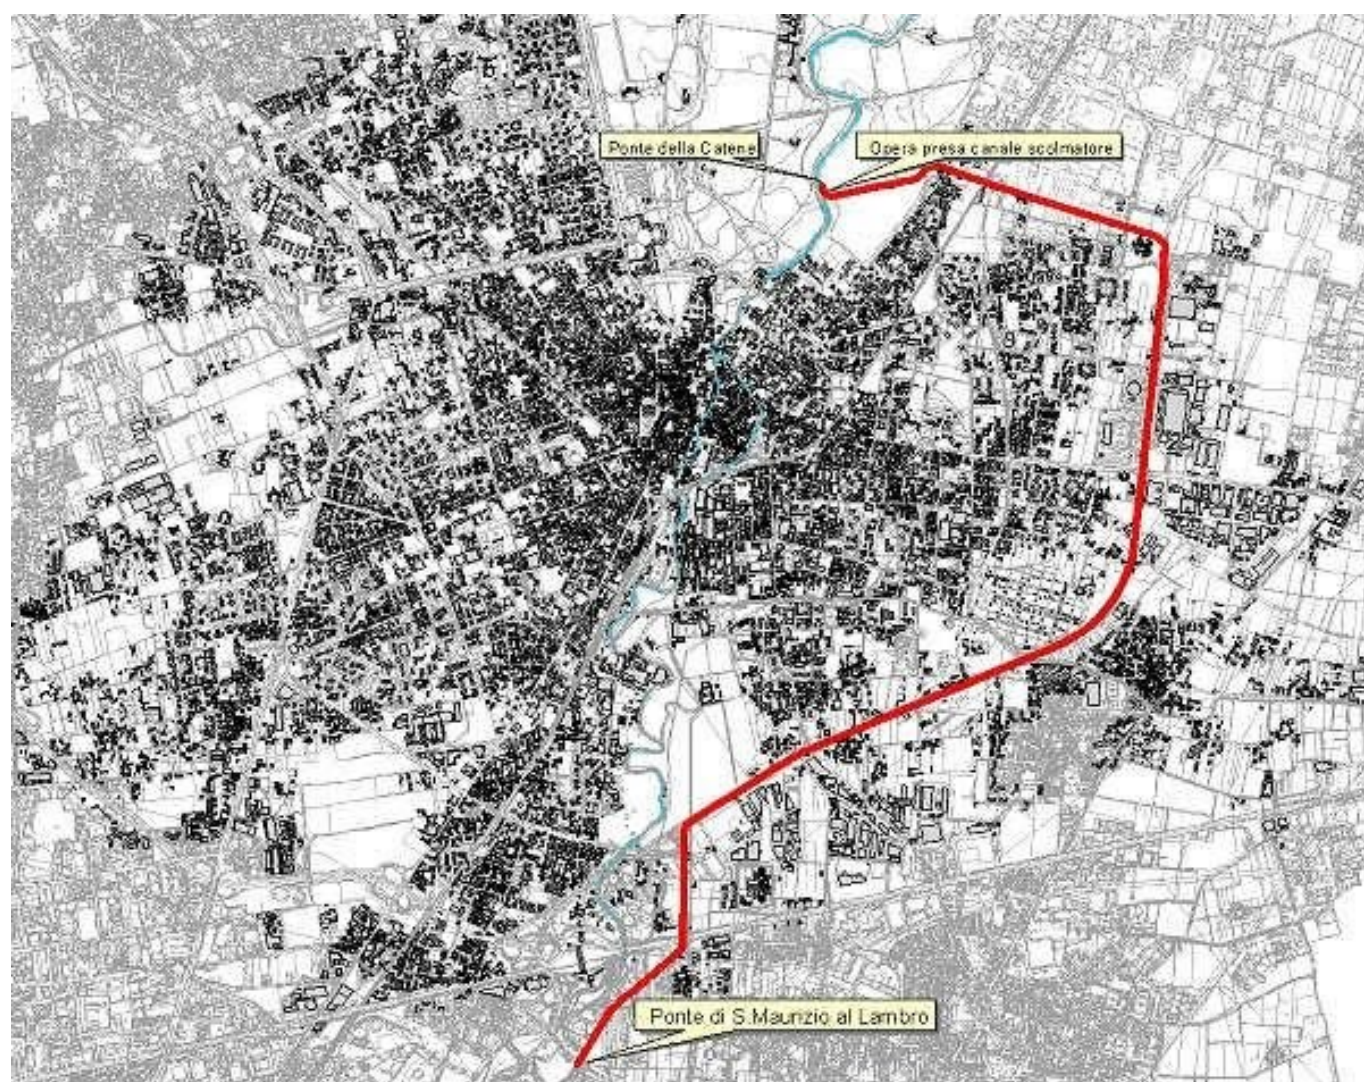 Ponte della Catene
Opera presa canale scolmatore
Ponte di S.Maurizio al Lambro